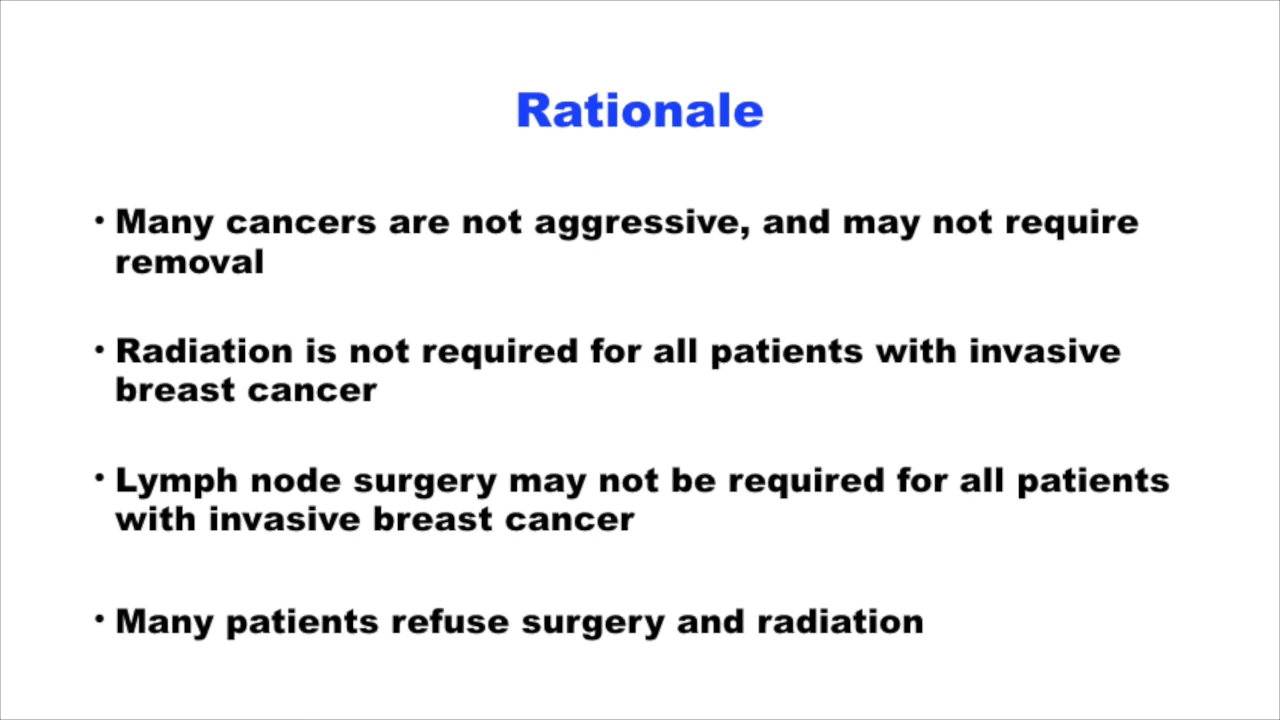 Rationale
• Many cancers are not aggressive, and may not require
removal
• Radiation is not required for all patients with invasive
breast cancer
• Lymph node surgery may not be required for all patients
with invasive breast cancer
• Many patients refuse surgery and radiation